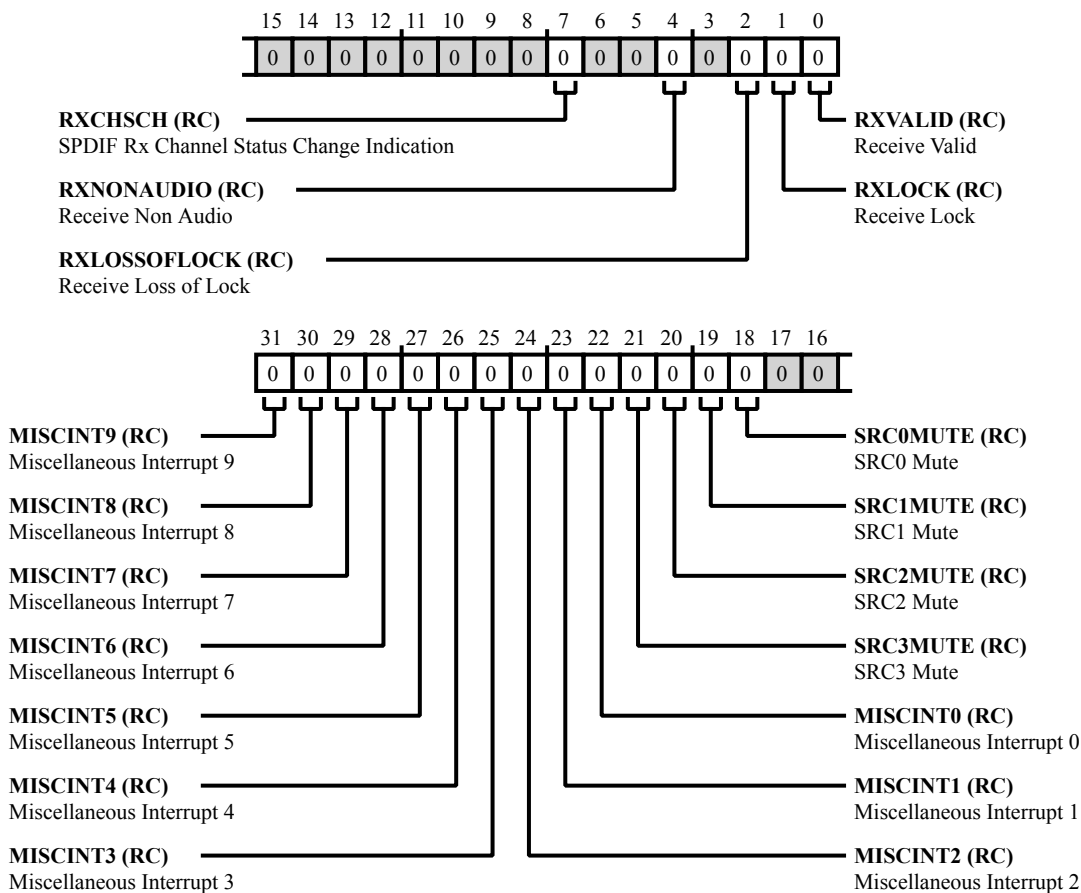 15 14 13 12 11 10 9 8 7 6 5 4 3 2 1 0
0 0 0 0 0 0 0 0 0 0 0 0 0 0 0 0
RXCHSCH (RC)
SPDIF Rx Channel Status Change Indication
RXVALID (RC)
Receive Valid
RXNONAUDIO (RC)
Receive Non Audio
RXLOCK (RC)
Receive Lock
RXLOSSOFLOCK (RC)
Receive Loss of Lock
31 30 29 28 27 26 25 24 23 22 21 20 19 18 17 16
0 0 0 0 0 0 0 0 0 0 0 0 0 0 0 0
MISCINT9 (RC)
Miscellaneous Interrupt 9
SRC0MUTE (RC)
SRC0 Mute
MISCINT8 (RC)
Miscellaneous Interrupt 8
SRC1MUTE (RC)
SRC1 Mute
MISCINT7 (RC)
Miscellaneous Interrupt 7
SRC2MUTE (RC)
SRC2 Mute
MISCINT6 (RC)
Miscellaneous Interrupt 6
SRC3MUTE (RC)
SRC3 Mute
MISCINT5 (RC)
Miscellaneous Interrupt 5
MISCINT0 (RC)
Miscellaneous Interrupt 0
MISCINT4 (RC)
Miscellaneous Interrupt 4
MISCINT1 (RC)
Miscellaneous Interrupt 1
MISCINT3 (RC)
Miscellaneous Interrupt 3
MISCINT2 (RC)
Miscellaneous Interrupt 2